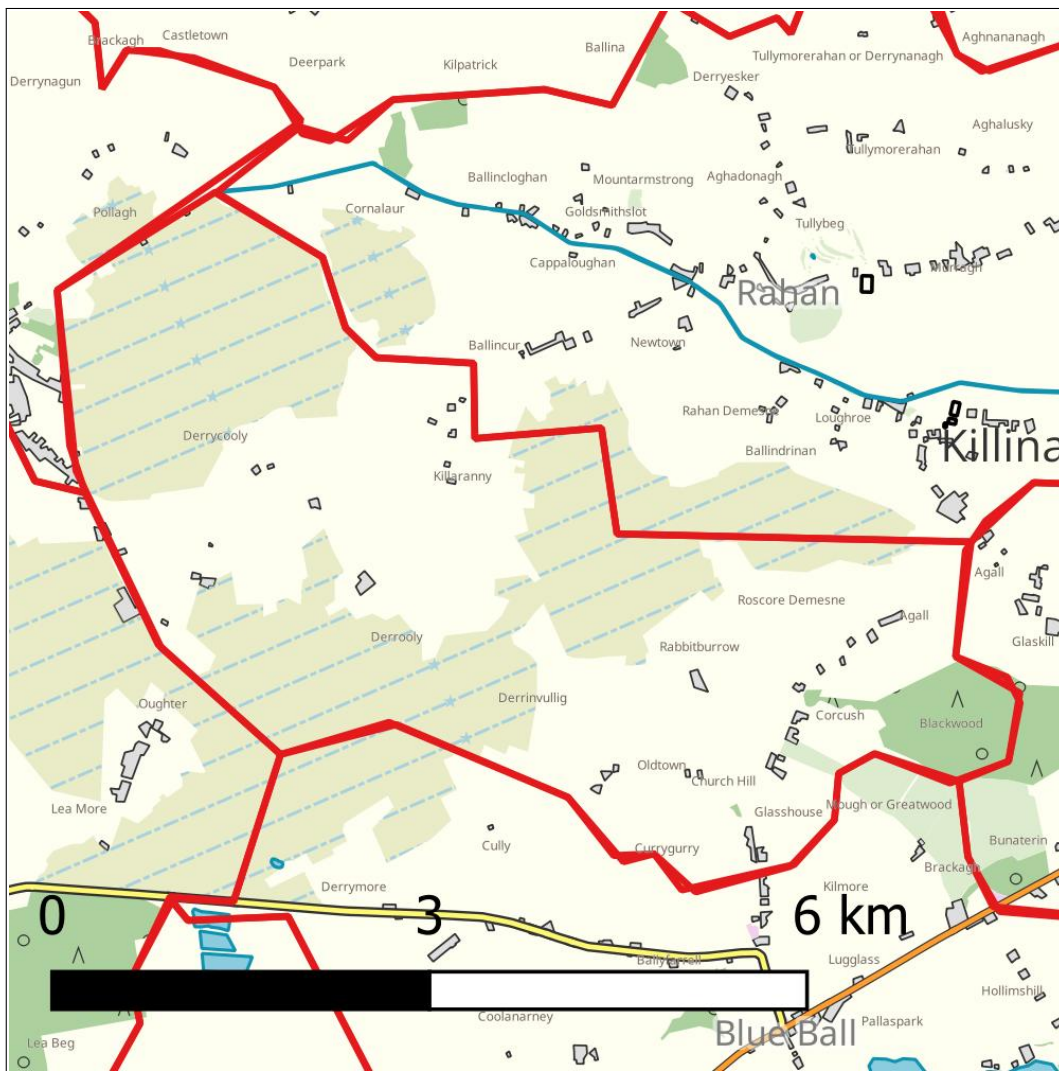 Castletown
Brackagh
Aghnananagh
Ballina
Tullymorerahan or Derrynanagh
Deerpark
Kilpatrick
Derrynagun
Derryesker
Aghalusky
Tullymorerahan
Ballincloghan
Mountarmstrong
Aghadonagh
Pollagh
Cornalaur
Goldsmithslot
Tullybeg
Cappaloughan
Murragh
Rahan
Ballincur
Newtown
Rahan Demesne
Loughroe
Derrycooly
Killina
Ballindrinan
Killaranny
Agall
Roscore Demesne
Agall
Derrooly
Glaskill
Rabbitburrow
Oughter
Derrinvullig
Corcush
Blackwood
Oldtown
Church Hill
Lea More
Glasshouse
Mough or Greatwood
Cully
Currygurry
Bunaterin
Brackagh
Derrymore
Kilmore
0 3 6 km
Ballyfarrell
Lugglass
Hollimshill
Coolanarney
Pallaspark
Blue Ball
Lea Beg